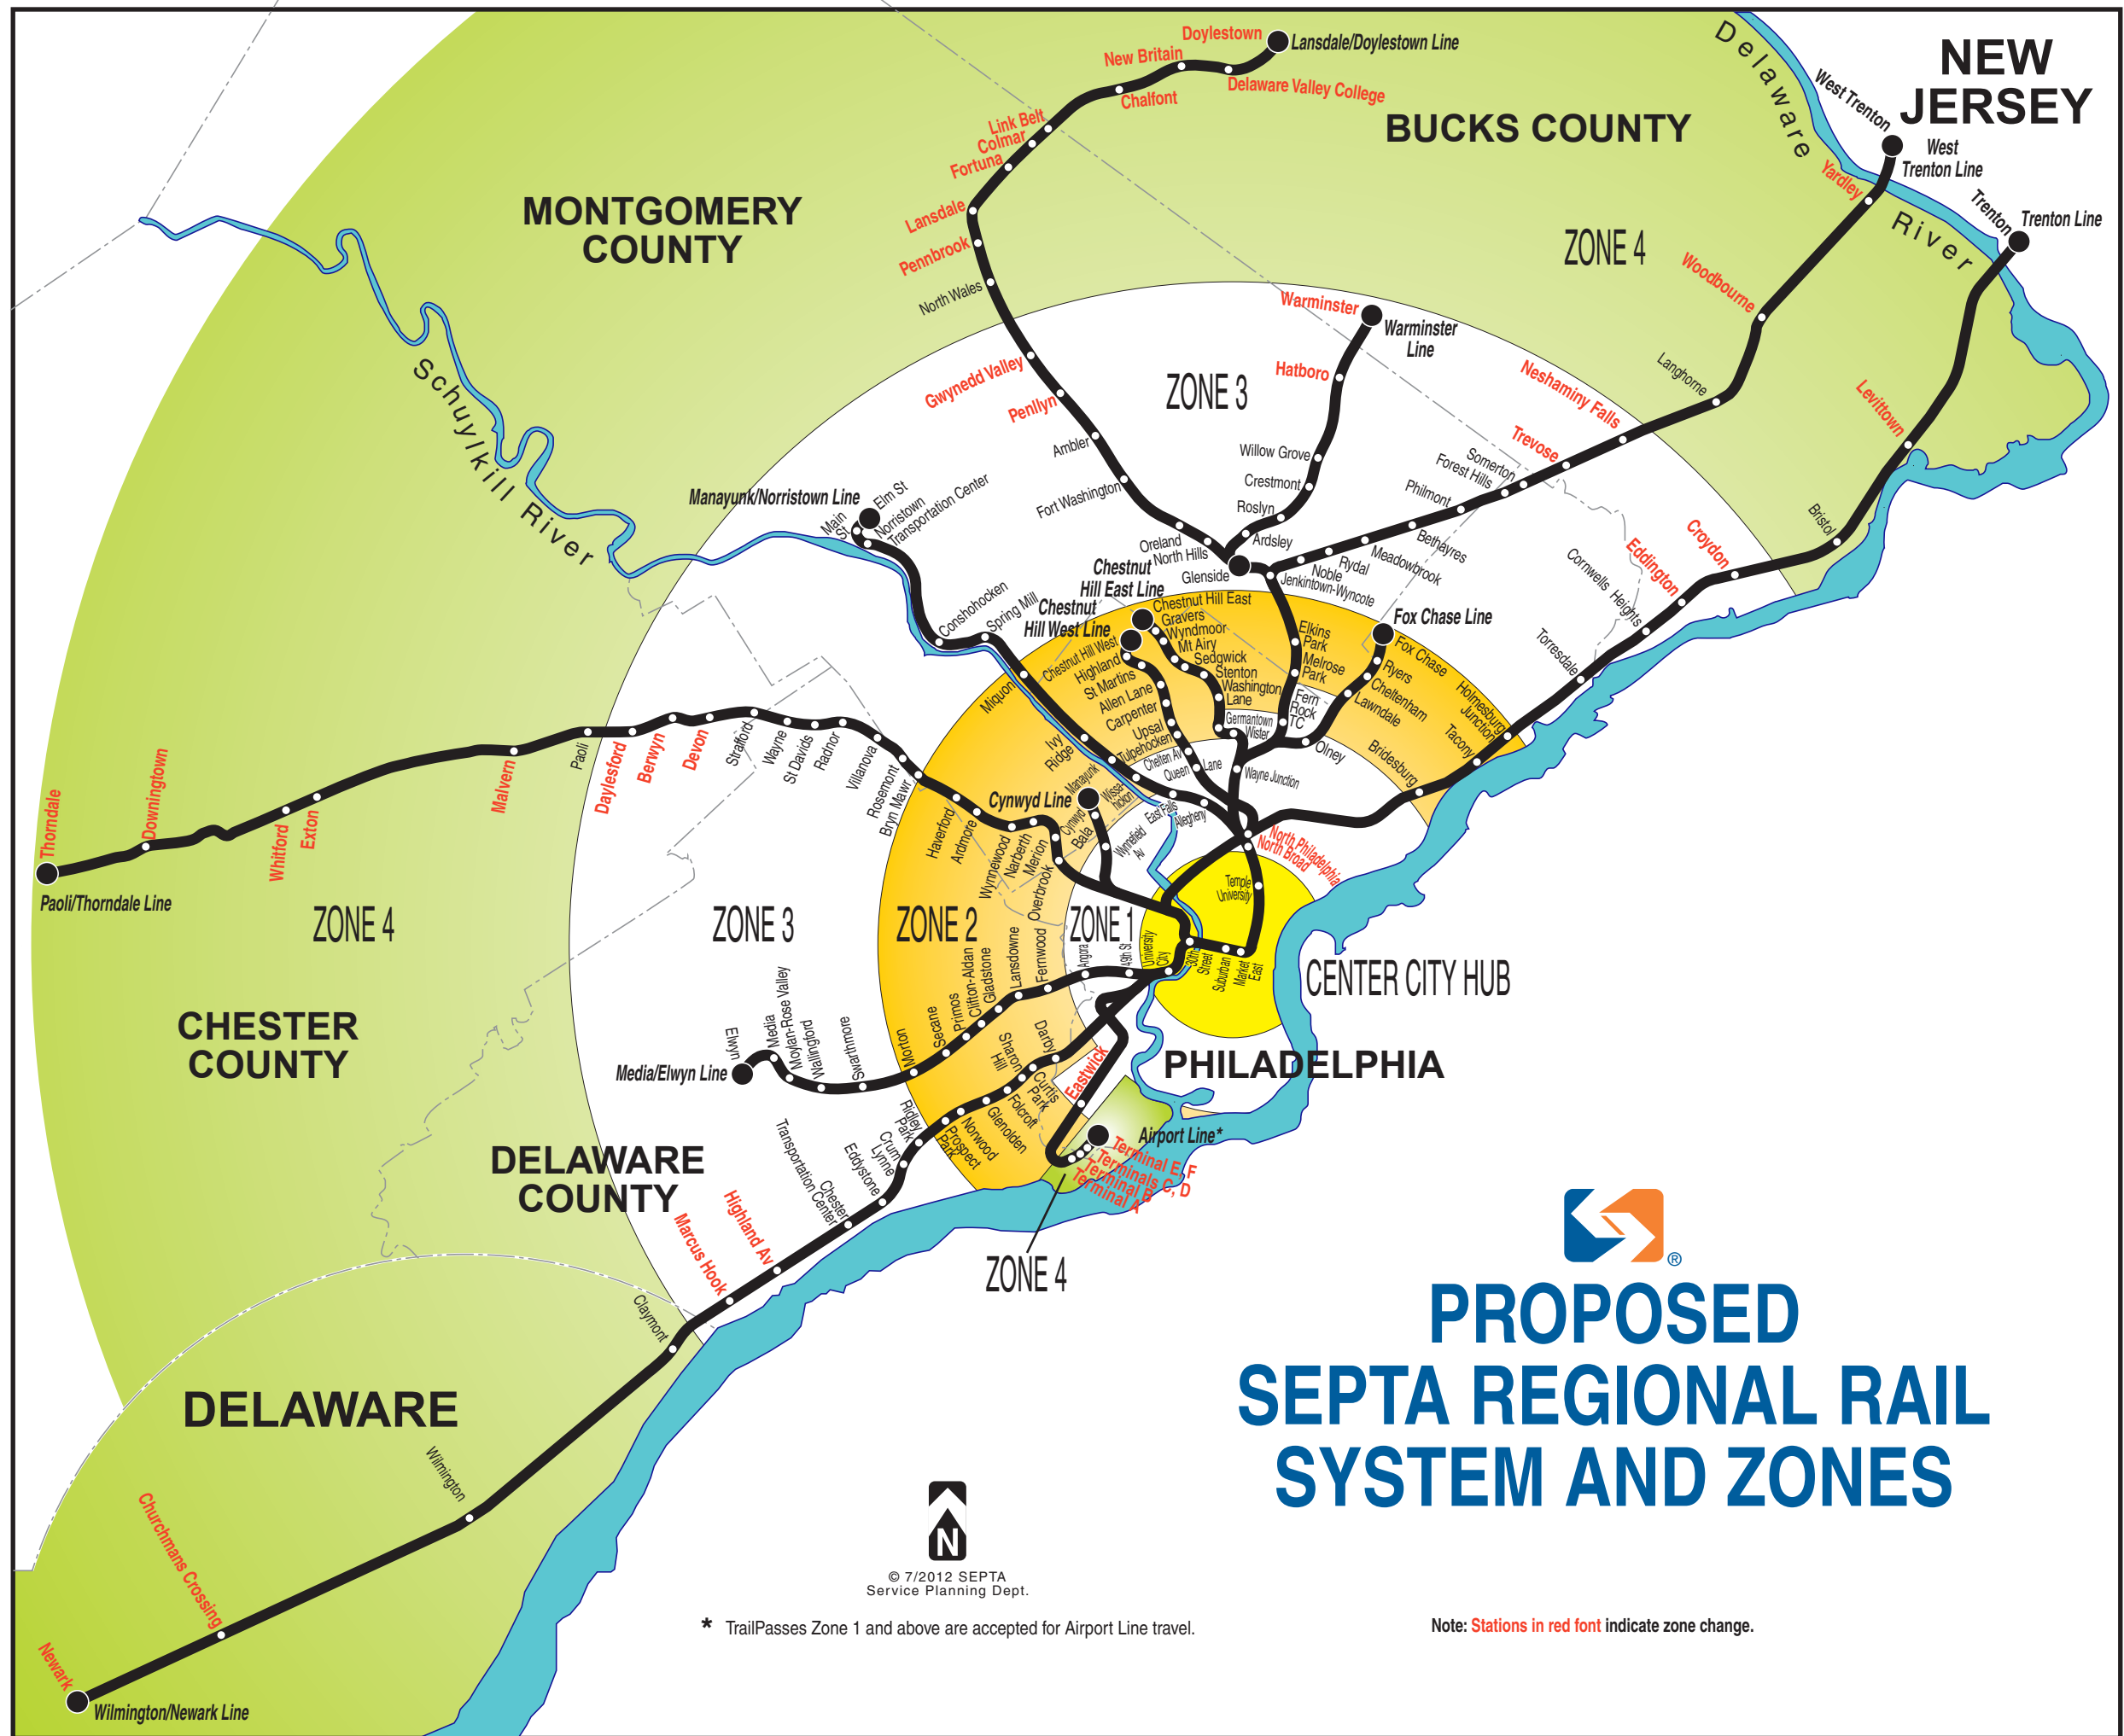 Doylestown
Lansdale/Doylestown Line
New Britain
Delaware Valley College
Chalfont
Link Belt
Colmar
Fortuna
Lansdale
Pennbrook
North Wales
Gwynedd Valley
Penllyn
Ambler
Fort Washington
Oreland
North Hills
Glenside
Delaware
River
NEW
JERSEY
West Trenton
West
Trenton Line
Yardley
Trenton
Trenton Line
BUCKS COUNTY
MONTGOMERY
COUNTY
ZONE 4
Woodbourne
Langhorne
Neshaminy Falls
Trevose
Somerton
Forest Hills
Philmont
Bethayres
Meadowbrook
Rydal
Noble
Jenkintown-Wyncote
Levittown
Bristol
Croydon
Eddington
Cornwells Heights
Torresdale
Holmesburg
Junction
Tacony
Bridesburg
Warminster
Warminster
Line
Hatboro
ZONE 3
Willow Grove
Crestmont
Roslyn
Ardsley
Schuylkill River
Manayunk/Norristown Line
Elm St
Main
St
Norristown
Transportation Center
Conshohocken
Spring Mill
Miquon
Ivy
Ridge
Manayunk
Wissa-
hickon
East Falls
Allegheny
Chestnut
Hill East Line
Chestnut
Hill West Line
Chestnut Hill East
Gravers
Wyndmoor
Mt Airy
Sedgwick
Stenton
Washington
Lane
Germantown
Wister
Wayne Junction
Chestnut Hill West
Highland
St Martins
Allen Lane
Carpenter
Upsal
Tulpehocken
Chelten Av
Queen Lane
Elkins
Park
Melrose
Park
Fern
Rock
TC
Fox Chase Line
Fox Chase
Ryers
Cheltenham
Lawndale
Olney
North Philadelphia
North Broad
Temple
University
Cynwyd Line
Cynwyd
Bala
Wynnefield
Av
Thorndale
Paoli/Thorndale Line
Downingtown
Whitford
Exton
Malvern
Paoli
Daylesford
Berwyn
Devon
Strafford
Wayne
St Davids
Radnor
Villanova
Rosemont
Bryn Mawr
Haverford
Ardmore
Wynnewood
Narberth
Merion
Overbrook
ZONE 4
ZONE 3
ZONE 2
ZONE 1
University
City
30th
Street
Suburban
Market
East
CENTER CITY HUB
PHILADELPHIA
49th St
Angora
Fernwood
Lansdowne
Gladstone
Clifton-Aldan
Primos
Secane
Morton
Swarthmore
Wallingford
Moylan-Rose Valley
Media
Elwyn
Media/Elwyn Line
CHESTER
COUNTY
DELAWARE
COUNTY
Darby
Sharon
Hill
Curtis
Park
Folcroft
Glenolden
Norwood
Prospect
Park
Ridley
Park
Crum
Lynne
Eddystone
Chester
Transportation Center
Highland Av
Marcus Hook
Claymont
Wilmington
Churchmans Crossing
Newark
Wilmington/Newark Line
DELAWARE
Eastwick
Airport Line*
Terminal E, F
Terminals C, D
Terminal B
Terminal A
ZONE 4
®
PROPOSED
SEPTA REGIONAL RAIL
SYSTEM AND ZONES
N
© 7/2012 SEPTA
Service Planning Dept.
* TrailPasses Zone 1 and above are accepted for Airport Line travel.
Note: Stations in red font indicate zone change.